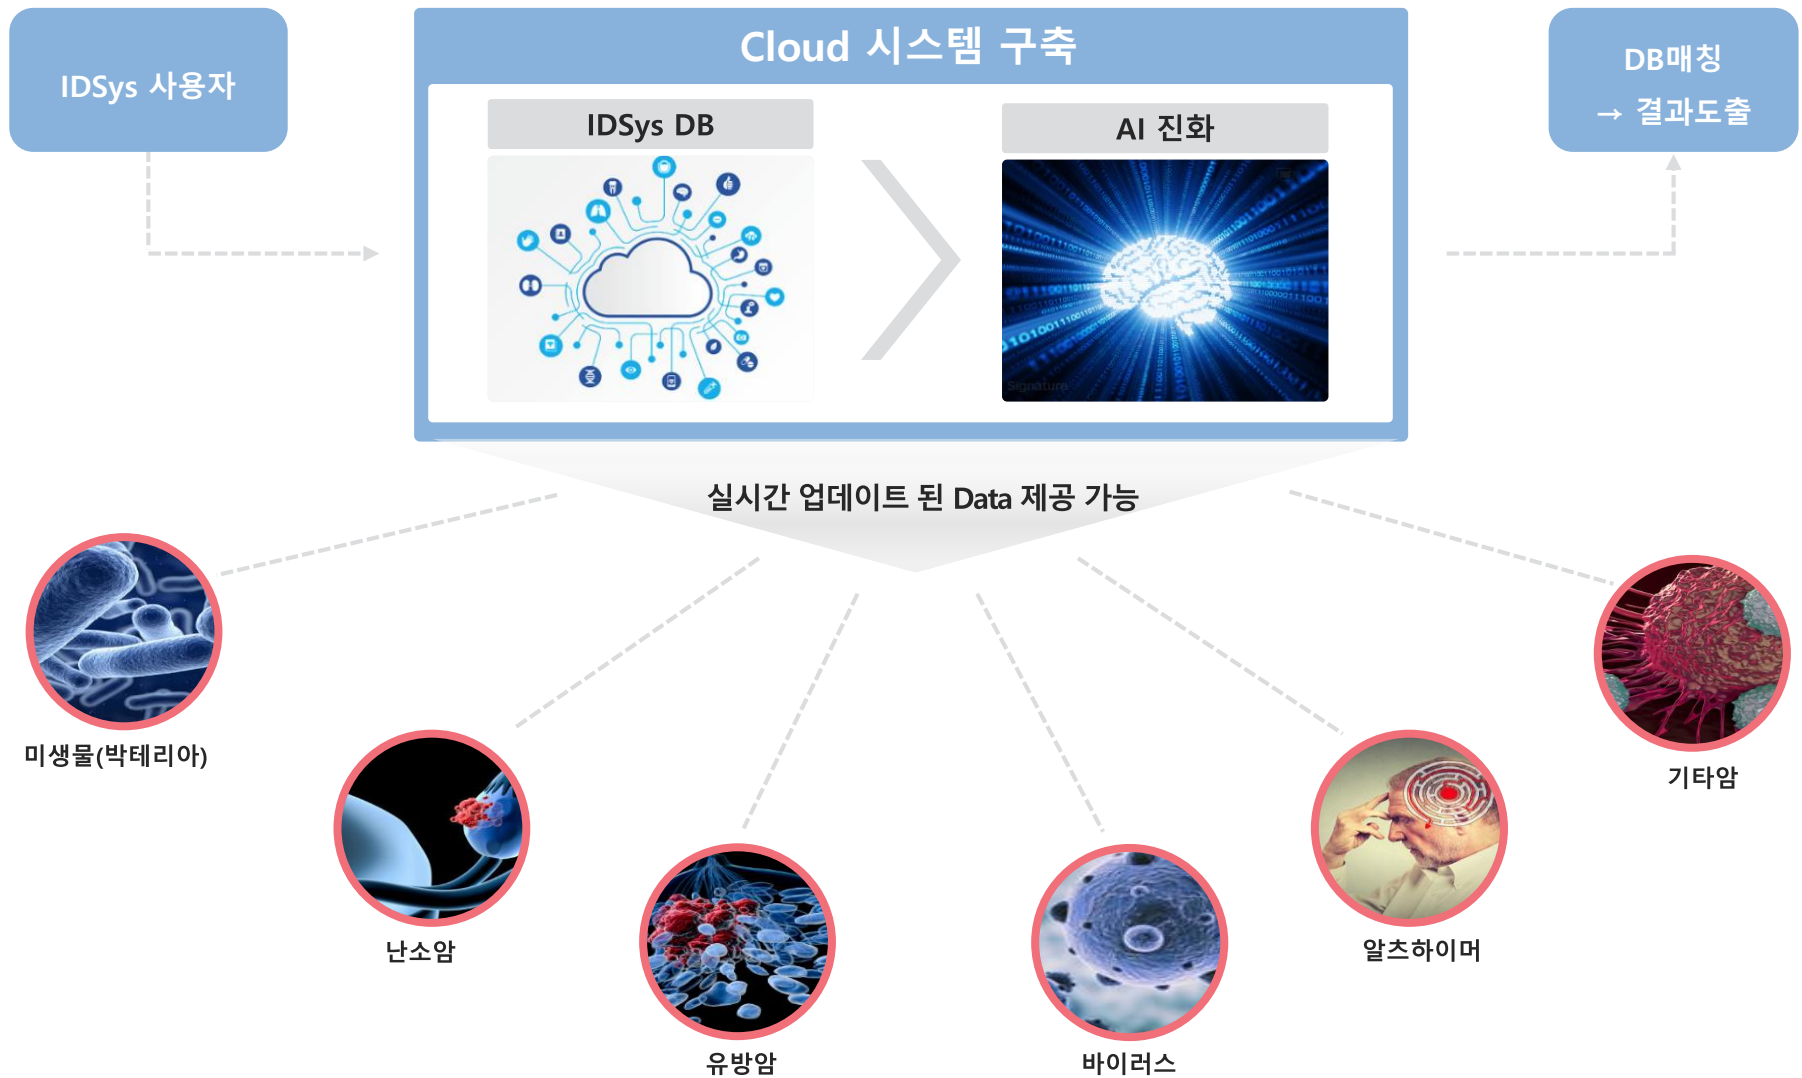 IDSys 사용자
Cloud 시스템 구축
DB매칭
→ 결과도출
IDSys DB
AI 진화
Signature
실시간 업데이트 된 Data 제공 가능
미생물(박테리아)
난소암
유방암
바이러스
알츠하이머
기타암